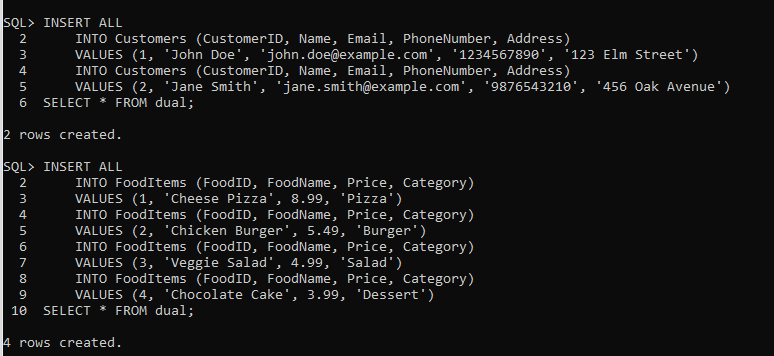 SQL> INSERT ALL
  2      INTO Customers (CustomerID, Name, Email, PhoneNumber, Address)
  3      VALUES (1, 'John Doe', 'john.doe@example.com', '1234567890', '123 Elm Street')
  4      INTO Customers (CustomerID, Name, Email, PhoneNumber, Address)
  5      VALUES (2, 'Jane Smith', 'jane.smith@example.com', '9876543210', '456 Oak Avenue')
  6  SELECT * FROM dual;

2 rows created.

SQL> INSERT ALL
  2      INTO FoodItems (FoodID, FoodName, Price, Category)
  3      VALUES (1, 'Cheese Pizza', 8.99, 'Pizza')
  4      INTO FoodItems (FoodID, FoodName, Price, Category)
  5      VALUES (2, 'Chicken Burger', 5.49, 'Burger')
  6      INTO FoodItems (FoodID, FoodName, Price, Category)
  7      VALUES (3, 'Veggie Salad', 4.99, 'Salad')
  8      INTO FoodItems (FoodID, FoodName, Price, Category)
  9      VALUES (4, 'Chocolate Cake', 3.99, 'Dessert')
 10  SELECT * FROM dual;

4 rows created.